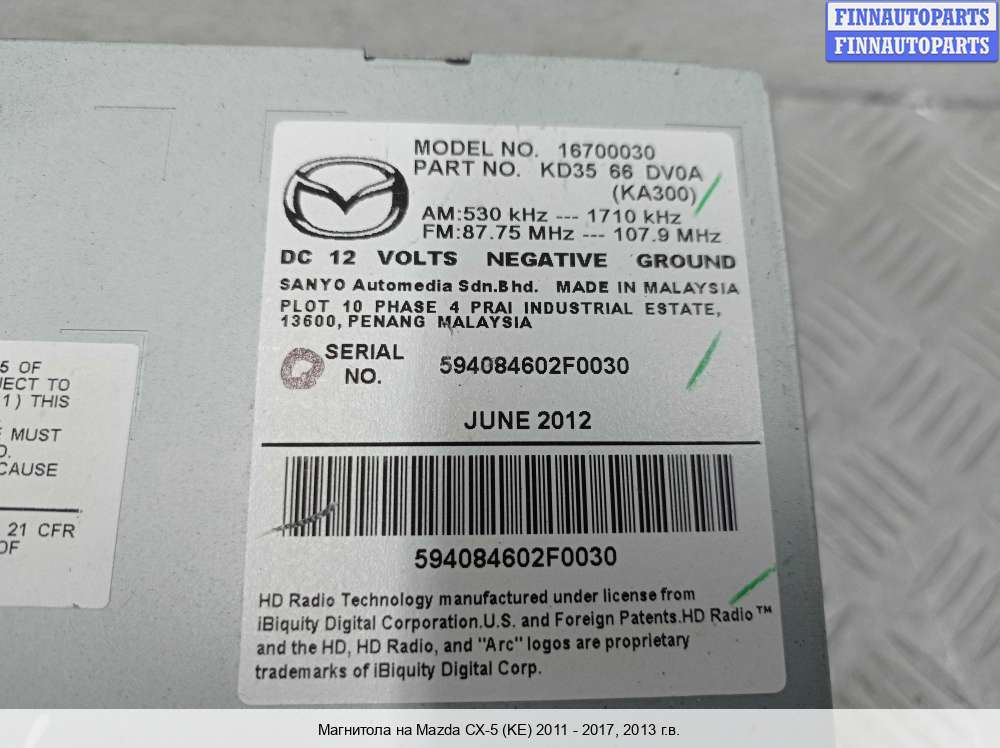 FINNAUTOPARTS
FINNAUTOPARTS
MODEL NO. 16700030
PART NO. KD35 66 DV0A
(KA300)
AM:530 kHz --- 1710 kHz
FM:87.75 MHz --- 107.9 MHz
DC 12 VOLTS NEGATIVE GROUND
SANYO Automedia Sdn.Bhd. MADE IN MALAYSIA
PLOT 10 PHASE 4 PRAI INDUSTRIAL ESTATE,
13600, PENANG MALAYSIA
SERIAL
NO. 594084602F0030
JUNE 2012
594084602F0030
HD Radio Technology manufactured under license from
iBiquity Digital Corporation.U.S. and Foreign Patents.HD Radio™
and the HD, HD Radio, and "Arc" logos are proprietary
trademarks of iBiquity Digital Corp.
5 OF
JECT TO
1) THIS
MUST
CAUSE
21 CFR
OF
Магнитола на Mazda CX-5 (KE) 2011 - 2017, 2013 г.в.